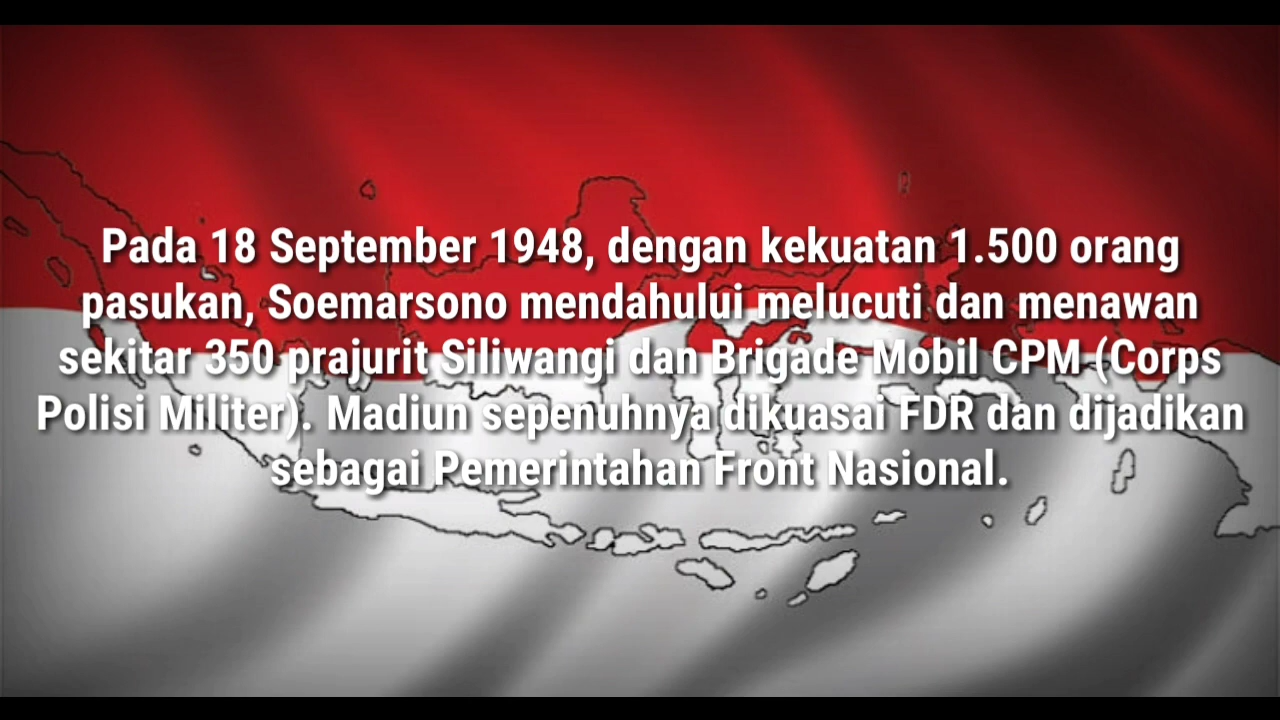 Pada 18 September 1948, dengan kekuatan 1.500 orang
pasukan, Soemarsono mendahului melucuti dan menawan
sekitar 350 prajurit Siliwangi dan Brigade Mobil CPM (Corps
Polisi Militer). Madiun sepenuhnya dikuasai FDR dan dijadikan
sebagai Pemerintahan Front Nasional.